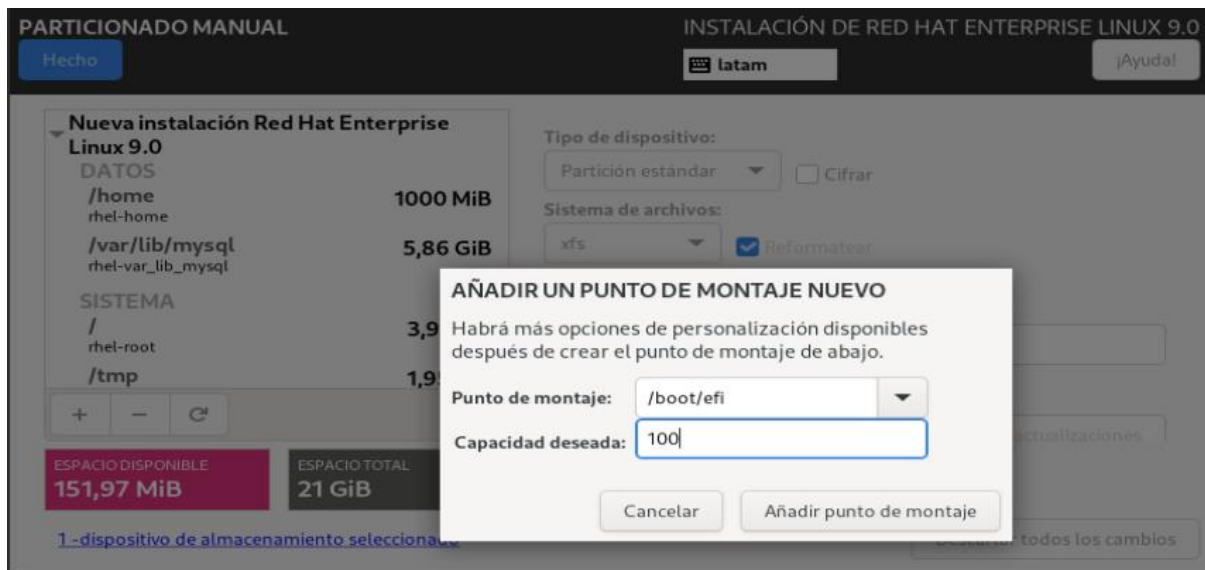 PARTICIONADO MANUAL
INSTALACIÓN DE RED HAT ENTERPRISE LINUX 9.0
Hecho
latam
¡Ayuda!
Nueva instalación Red Hat Enterprise
Linux 9.0
DATOS
/home 1000 MiB
rhel-home
/var/lib/mysql 5,86 GiB
rhel-var_lib_mysql
SISTEMA
/ 3,9
rhel-root
/tmp 1,9
+ −
ESPACIO DISPONIBLE
151,97 MiB
ESPACIO TOTAL
21 GiB
1 -dispositivo de almacenamiento seleccionado
Tipo de dispositivo:
Partición estándar
Cifrar
Sistema de archivos:
xfs
Reformatear
AÑADIR UN PUNTO DE MONTAJE NUEVO
Habrá más opciones de personalización disponibles
después de crear el punto de montaje de abajo.
Punto de montaje: /boot/efi
Capacidad deseada: 100
Cancelar
Añadir punto de montaje
actualizaciones
todos los cambios